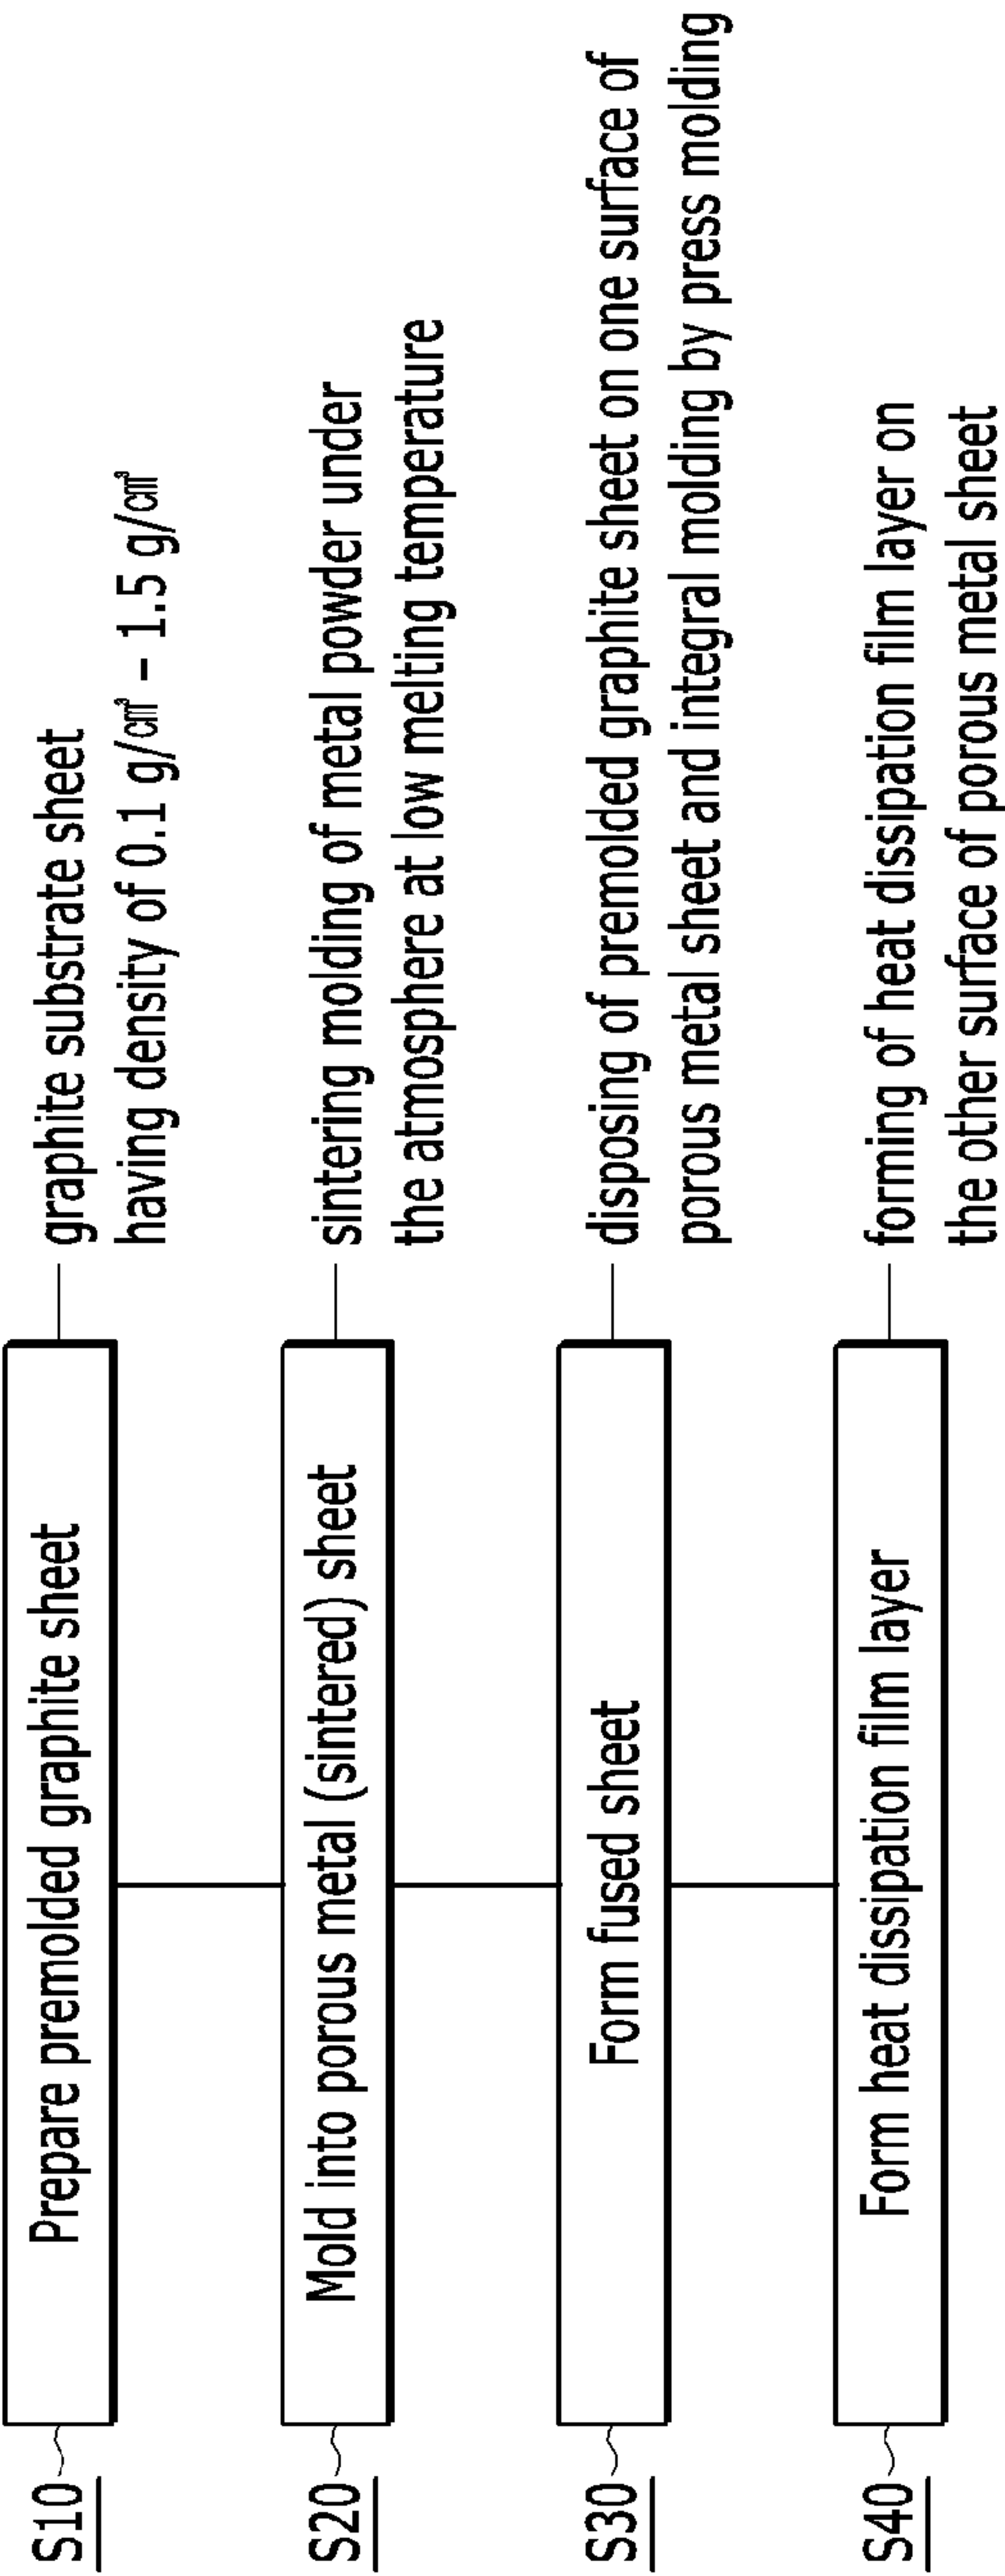 S10
Prepare premolded graphite sheet
graphite substrate sheet
having density of 0.1 g/㎤ – 1.5 g/㎤
S20
Mold into porous metal (sintered) sheet
sintering molding of metal powder under
the atmosphere at low melting temperature
S30
Form fused sheet
disposing of premolded graphite sheet on one surface of
porous metal sheet and integral molding by press molding
S40
Form heat dissipation film layer
forming of heat dissipation film layer on
the other surface of porous metal sheet